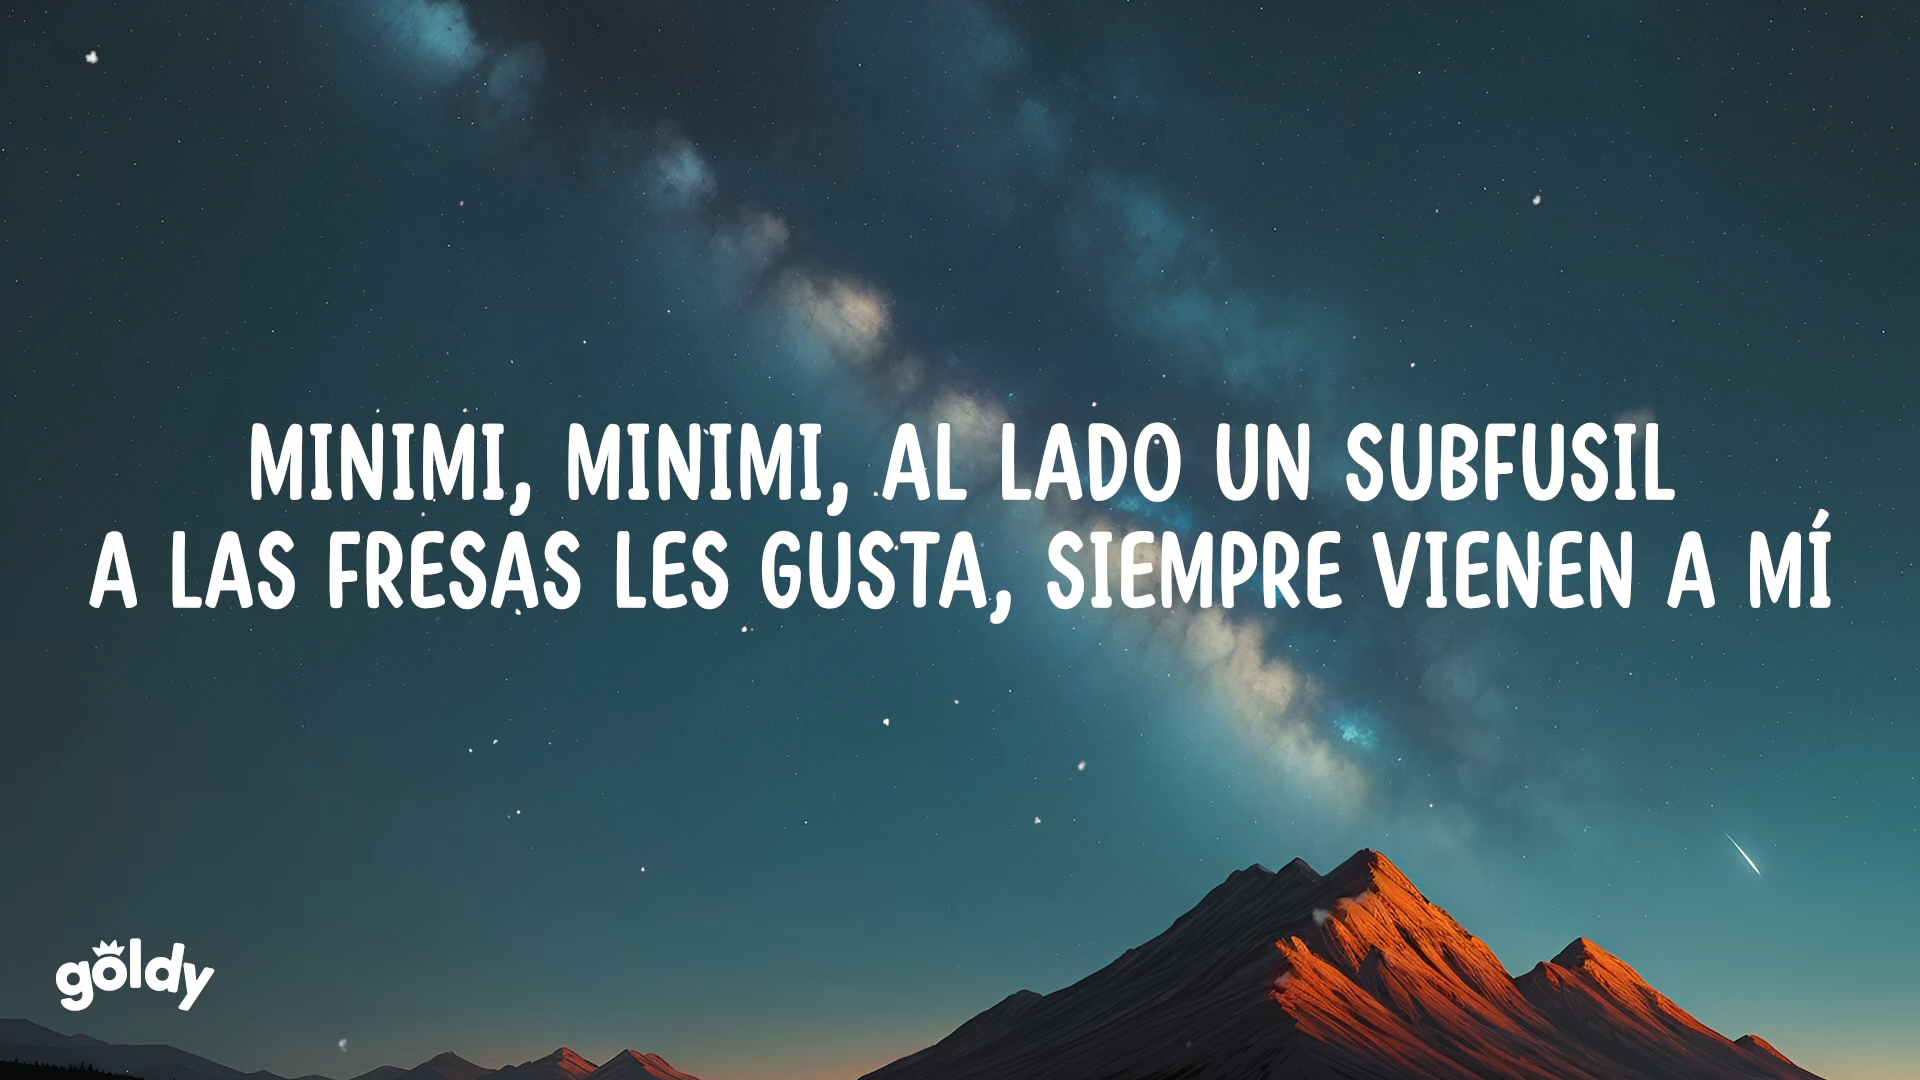 MINIMI, MINIMI, AL LADO UN SUBFUSIL
A LAS FRESAS LES GUSTA, SIEMPRE VIENEN A MÍ
goldy